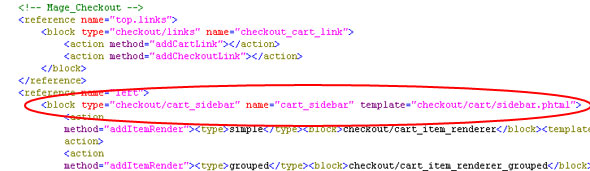 <!-- Mage_Checkout -->
<reference name="top.links">
<block type="checkout/links" name="checkout_cart_link">
<action method="addCartLink"></action>
<action method="addCheckoutLink"></action>
</block>
</reference>
<reference name="left">
<block type="checkout/cart_sidebar" name="cart_sidebar" template="checkout/cart/sidebar.phtml">
<action
method="addItemRender"><type>simple</type><block>checkout/cart_item_renderer</block><template
action>
<action
method="addItemRender"><type>grouped</type><block>checkout/cart_item_renderer_grouped</block>